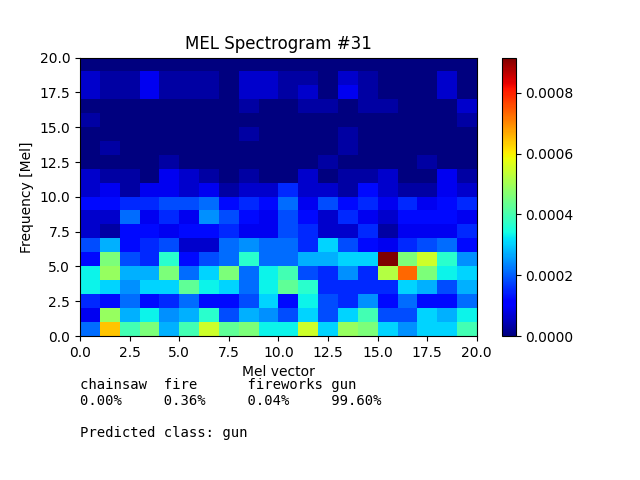 MEL Spectrogram #31
20.0
17.5
15.0
12.5
10.0
7.5
5.0
2.5
0.0
Frequency [Mel]
0.0 2.5 5.0 7.5 10.0 12.5 15.0 17.5 20.0
Mel vector
0.0008
0.0006
0.0004
0.0002
0.0000
chainsaw fire fireworks gun
0.00% 0.36% 0.04% 99.60%
Predicted class: gun